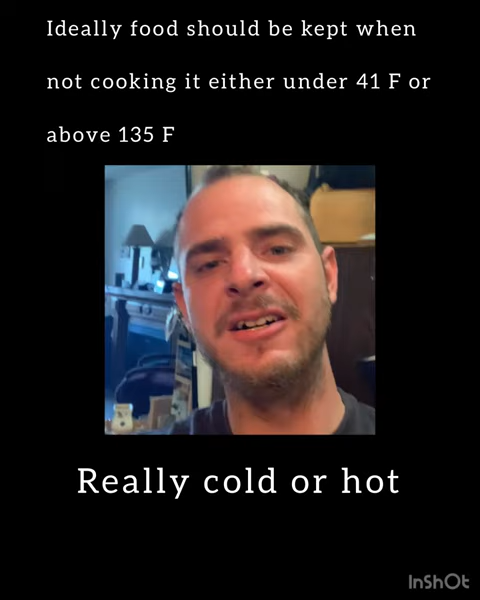 Ideally food should be kept when
not cooking it either under 41 F or
above 135 F
Really cold or hot
InShOt